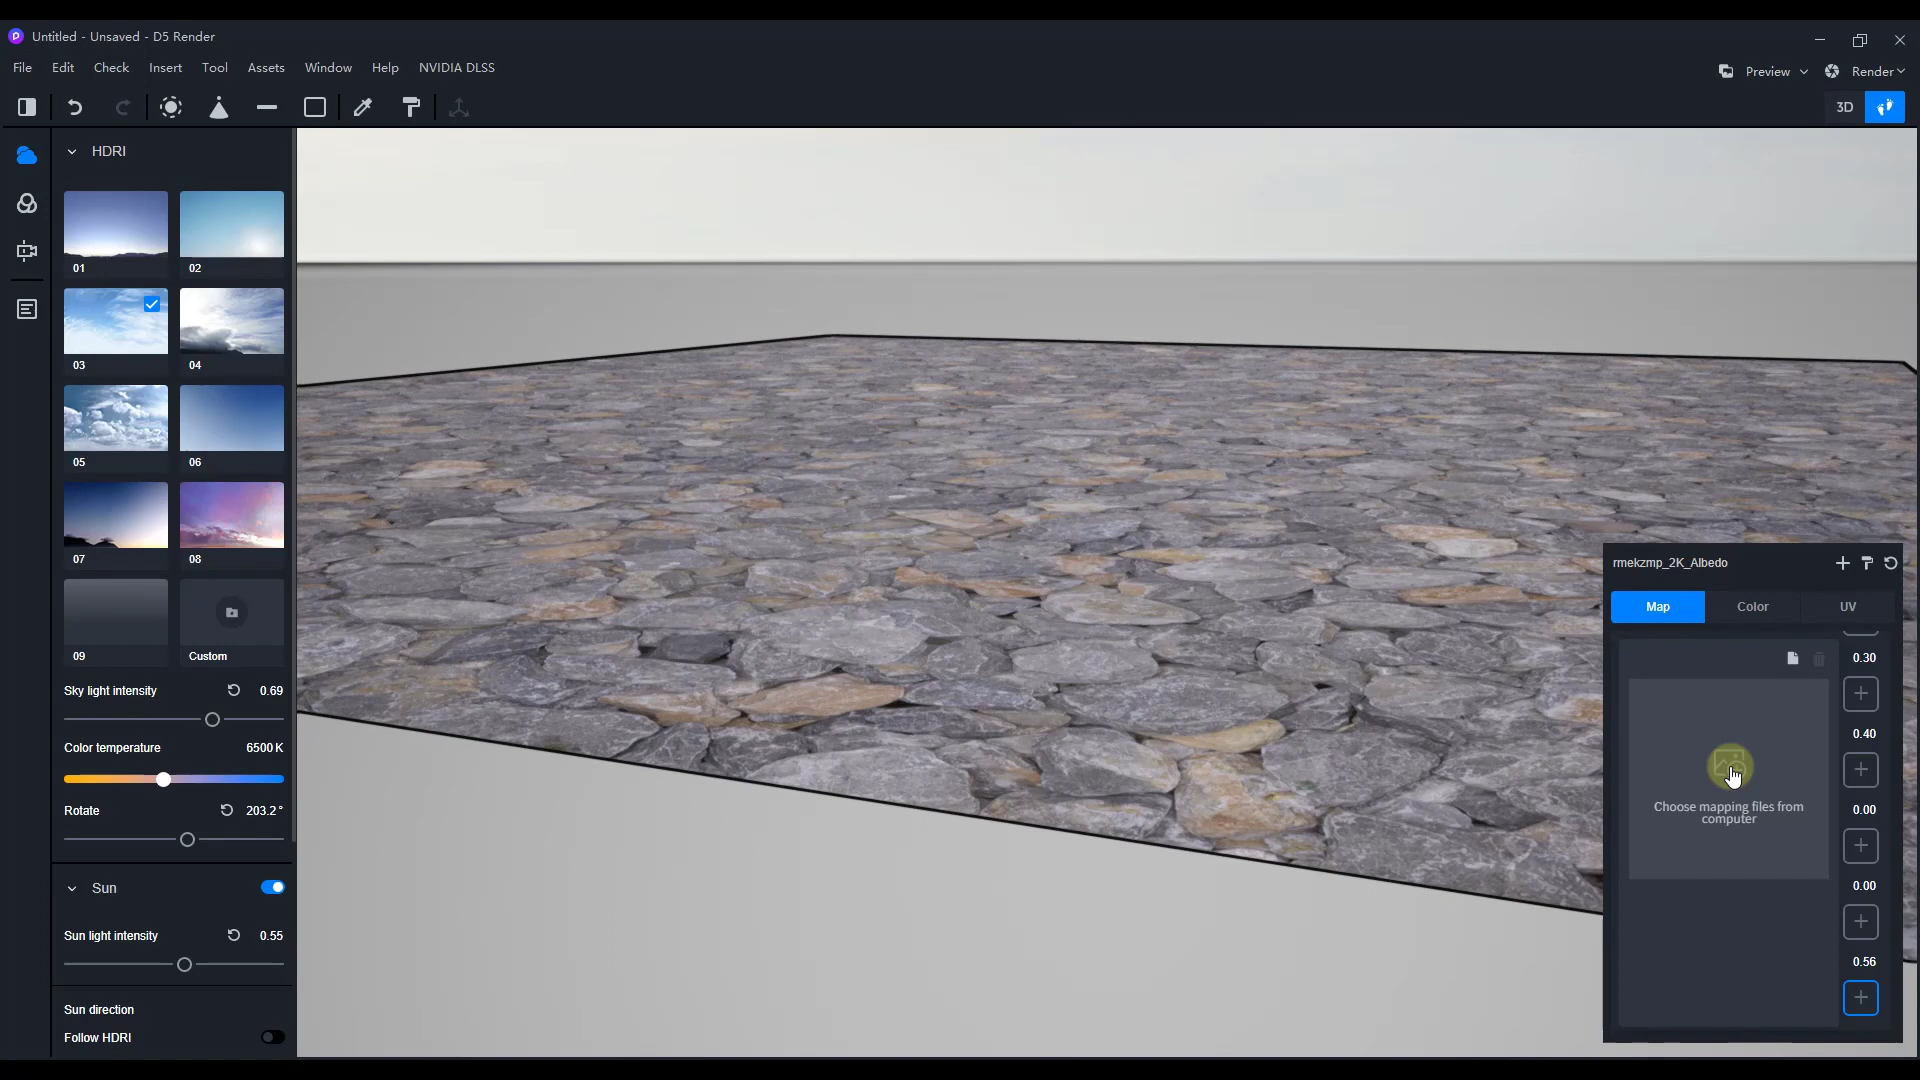 Untitled - Unsaved - D5 Render
File Edit Check Insert Tool Assets Window Help NVIDIA DLSS
Preview Render
3D
HDRI
01 02
03 04
05 06
07 08
09 Custom
Sky light intensity 0.69
Color temperature 6500 K
Rotate 203.2°
Sun
Sun light intensity 0.55
Sun direction
Follow HDRI
rmekzmp_2K_Albedo
Map Color UV
0.30
0.40
Choose mapping files from
computer
0.00
0.00
0.56